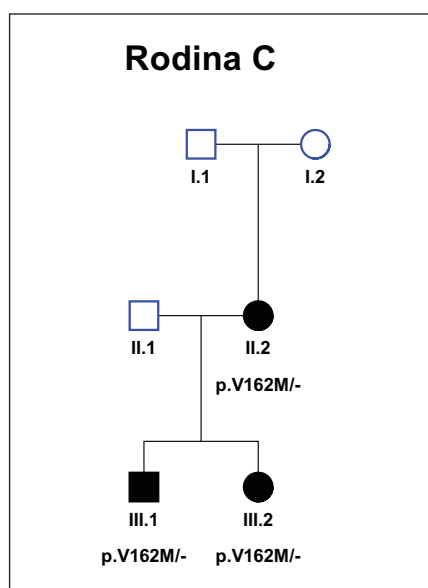 Rodina C
I.1 I.2
II.1 II.2
p.V162M/-
III.1 III.2
p.V162M/- p.V162M/-